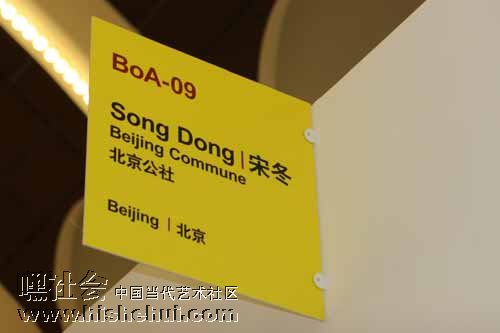 BoA-09
Song Dong | 宋冬
Beijing Commune
北京公社
Beijing | 北京
嘿社会 中国当代艺术社区
www.hishehui.com